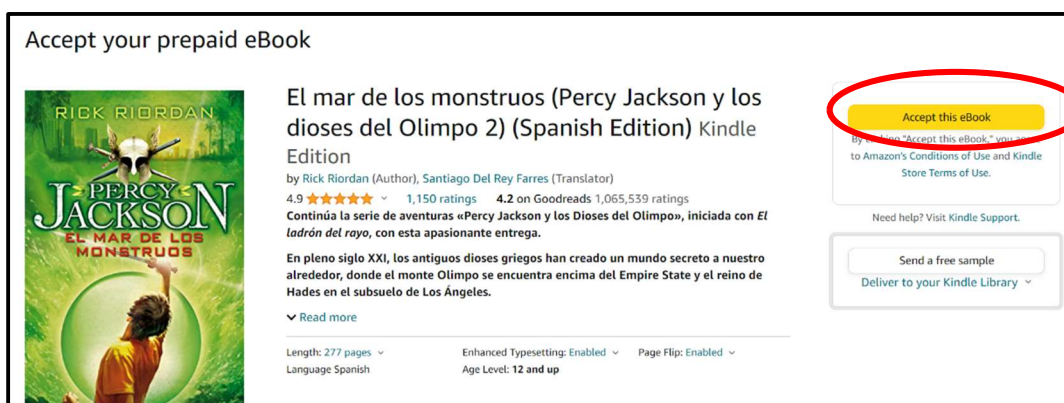 Accept your prepaid eBook
RICK RIORDAN
PERCY
JACKSON
EL MAR DE LOS
MONSTRUOS
El mar de los monstruos (Percy Jackson y los
dioses del Olimpo 2) (Spanish Edition) Kindle
Edition
by Rick Riordan (Author), Santiago Del Rey Farres (Translator)
4.9 1,150 ratings 4.2 on Goodreads 1,065,539 ratings
Continúa la serie de aventuras «Percy Jackson y los Dioses del Olimpo», iniciada con El
ladrón del rayo, con esta apasionante entrega.
En pleno siglo XXI, los antiguos dioses griegos han creado un mundo secreto a nuestro
alrededor, donde el monte Olimpo se encuentra encima del Empire State y el reino de
Hades en el subsuelo de Los Ángeles.
Read more
Length: 277 pages Enhanced Typesetting: Enabled Page Flip: Enabled
Language Spanish Age Level: 12 and up
Accept this eBook
By "Accept this eBook," you
to Amazon's Conditions of Use and Kindle
Store Terms of Use.
Need help? Visit Kindle Support.
Send a free sample
Deliver to your Kindle Library